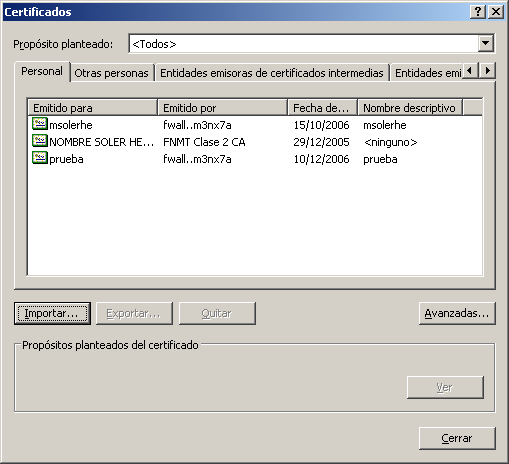 Certificados
Propósito planteado: <Todos>
Personal Otras personas Entidades emisoras de certificados intermedias Entidades emi
Emitido para Emitido por Fecha de... Nombre descriptivo
msolerhe fwall..m3nx7a 15/10/2006 msolerhe
NOMBRE SOLER HE... FNMT Clase 2 CA 29/12/2005 <ninguno>
prueba fwall..m3nx7a 10/12/2006 prueba
Importar... Exportar... Quitar Avanzadas...
Propósitos planteados del certificado
Ver
Cerrar